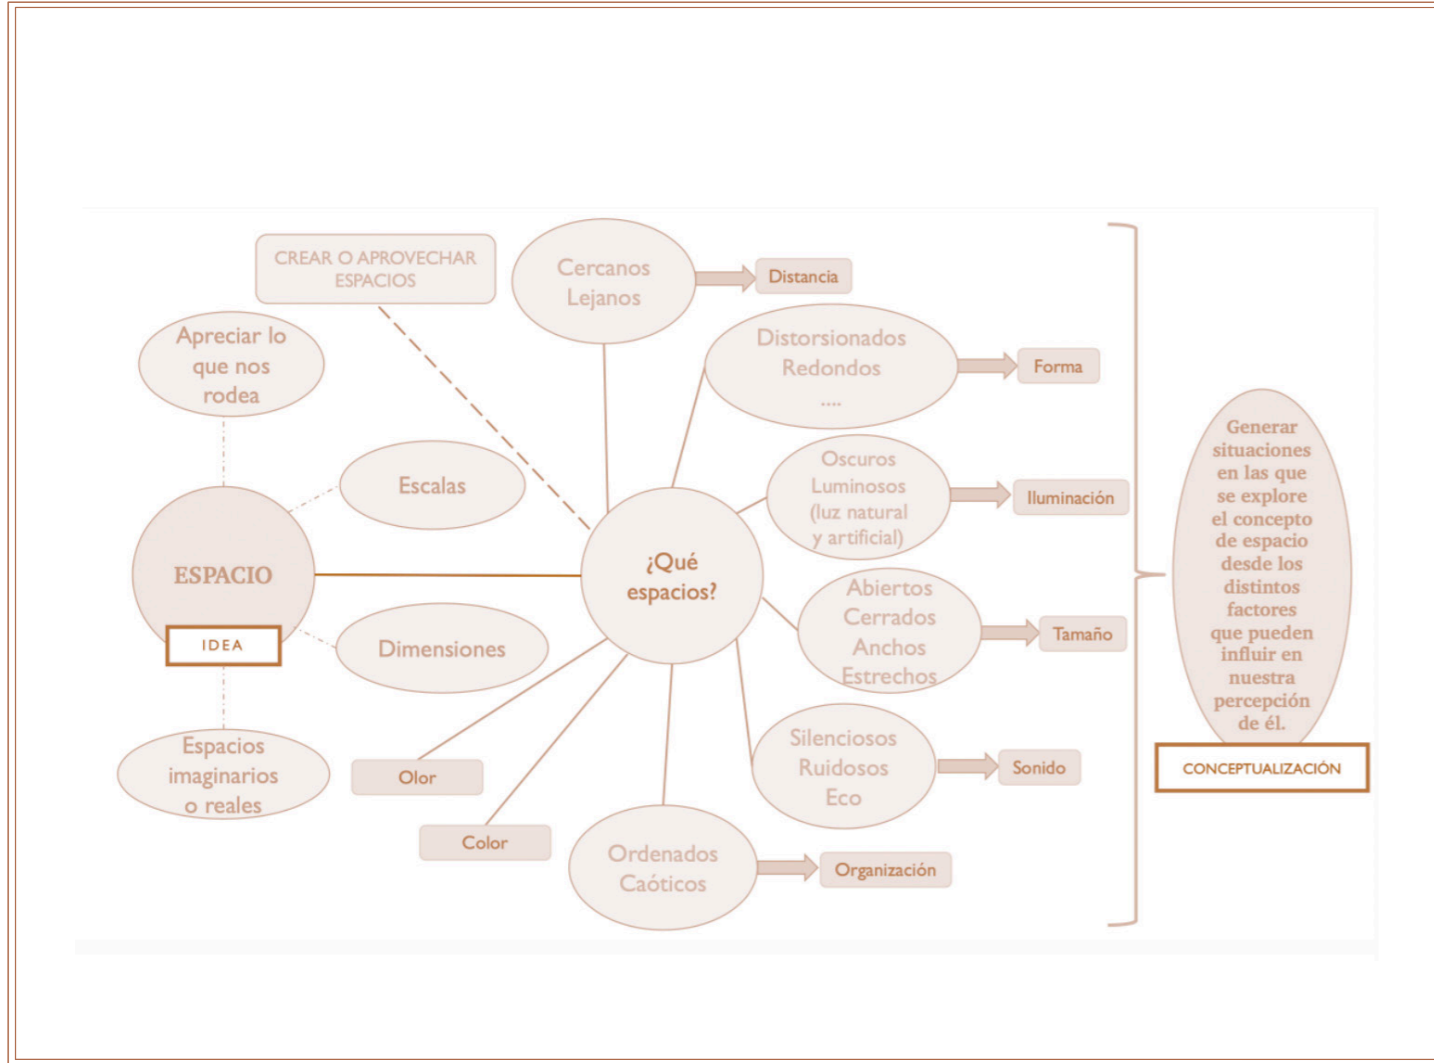 CREAR O APROVECHAR
ESPACIOS
Cercanos
Lejanos
Distancia
Apreciar lo
que nos
rodea
Distorsionados
Redondos
....
Forma
Escalas
Oscuros
Luminosos
(luz natural
y artificial)
Iluminación
ESPACIO
IDEA
¿Qué
espacios?
Dimensiones
Abiertos
Cerrados
Anchos
Estrechos
Tamaño
Espacios
imaginarios
o reales
Olor
Color
Silenciosos
Ruidosos
Eco
Sonido
Ordenados
Caóticos
Organización
Generar
situaciones
en las que
se explore
el concepto
de espacio
desde los
distintos
factores
que pueden
influir en
nuestra
percepción
de él.
CONCEPTUALIZACIÓN